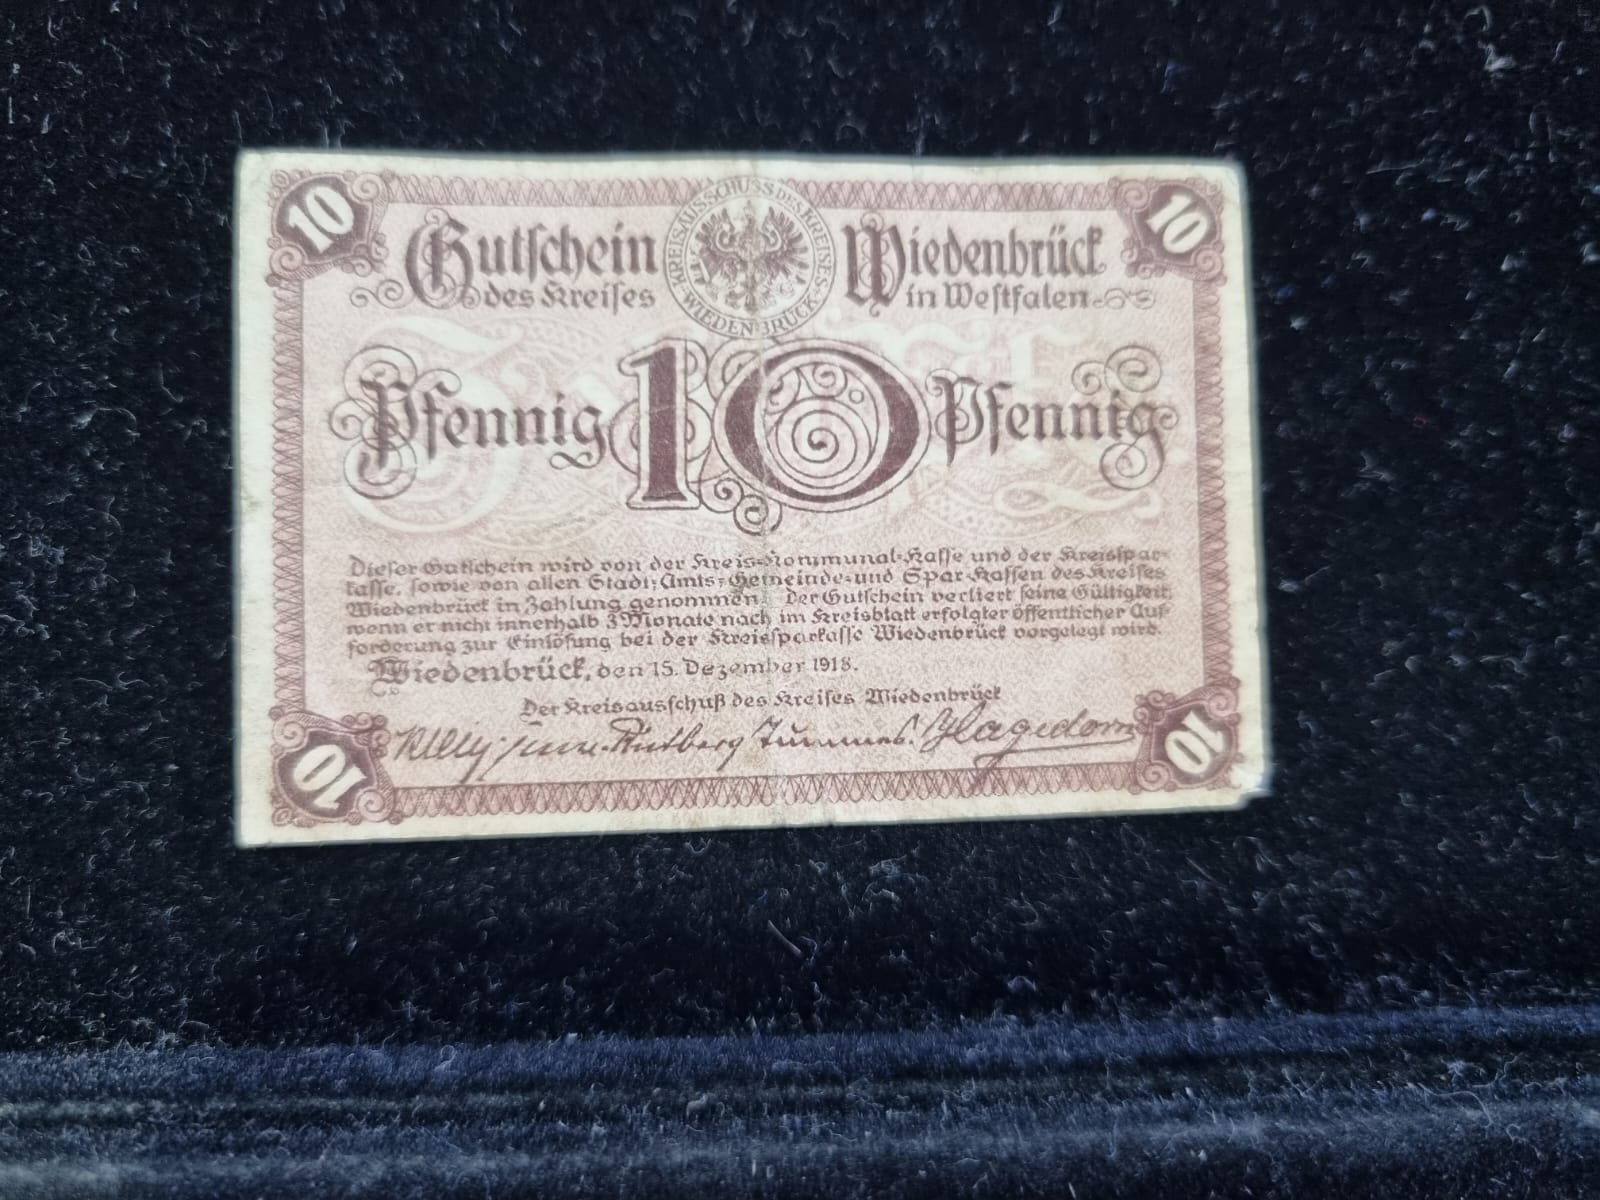 10 10
KREISAUSSCHUSS DES KREISES WIEDENBRÜCK
Gutschein Wiedenbrück
des Kreises in Westfalen
Pfennig 10 Pfennig
Dieser Gutschein wird von der Kreis-Kommunal-Kasse und der Kreisspar-
kasse, sowie von allen Stadt-, Amts-, Gemeinde- und Spar-Kassen des Kreises
Wiedenbrück in Zahlung genommen. Der Gutschein verliert seine Gültigkeit,
wenn er nicht innerhalb 3 Monate nach im Kreisblatt erfolgter öffentlicher Auf-
forderung zur Einlösung bei der Kreissparkasse Wiedenbrück vorgelegt wird.
Wiedenbrück, den 15. Dezember 1918.
Der Kreisausschuß des Kreises Wiedenbrück
Hagedorn
10 10